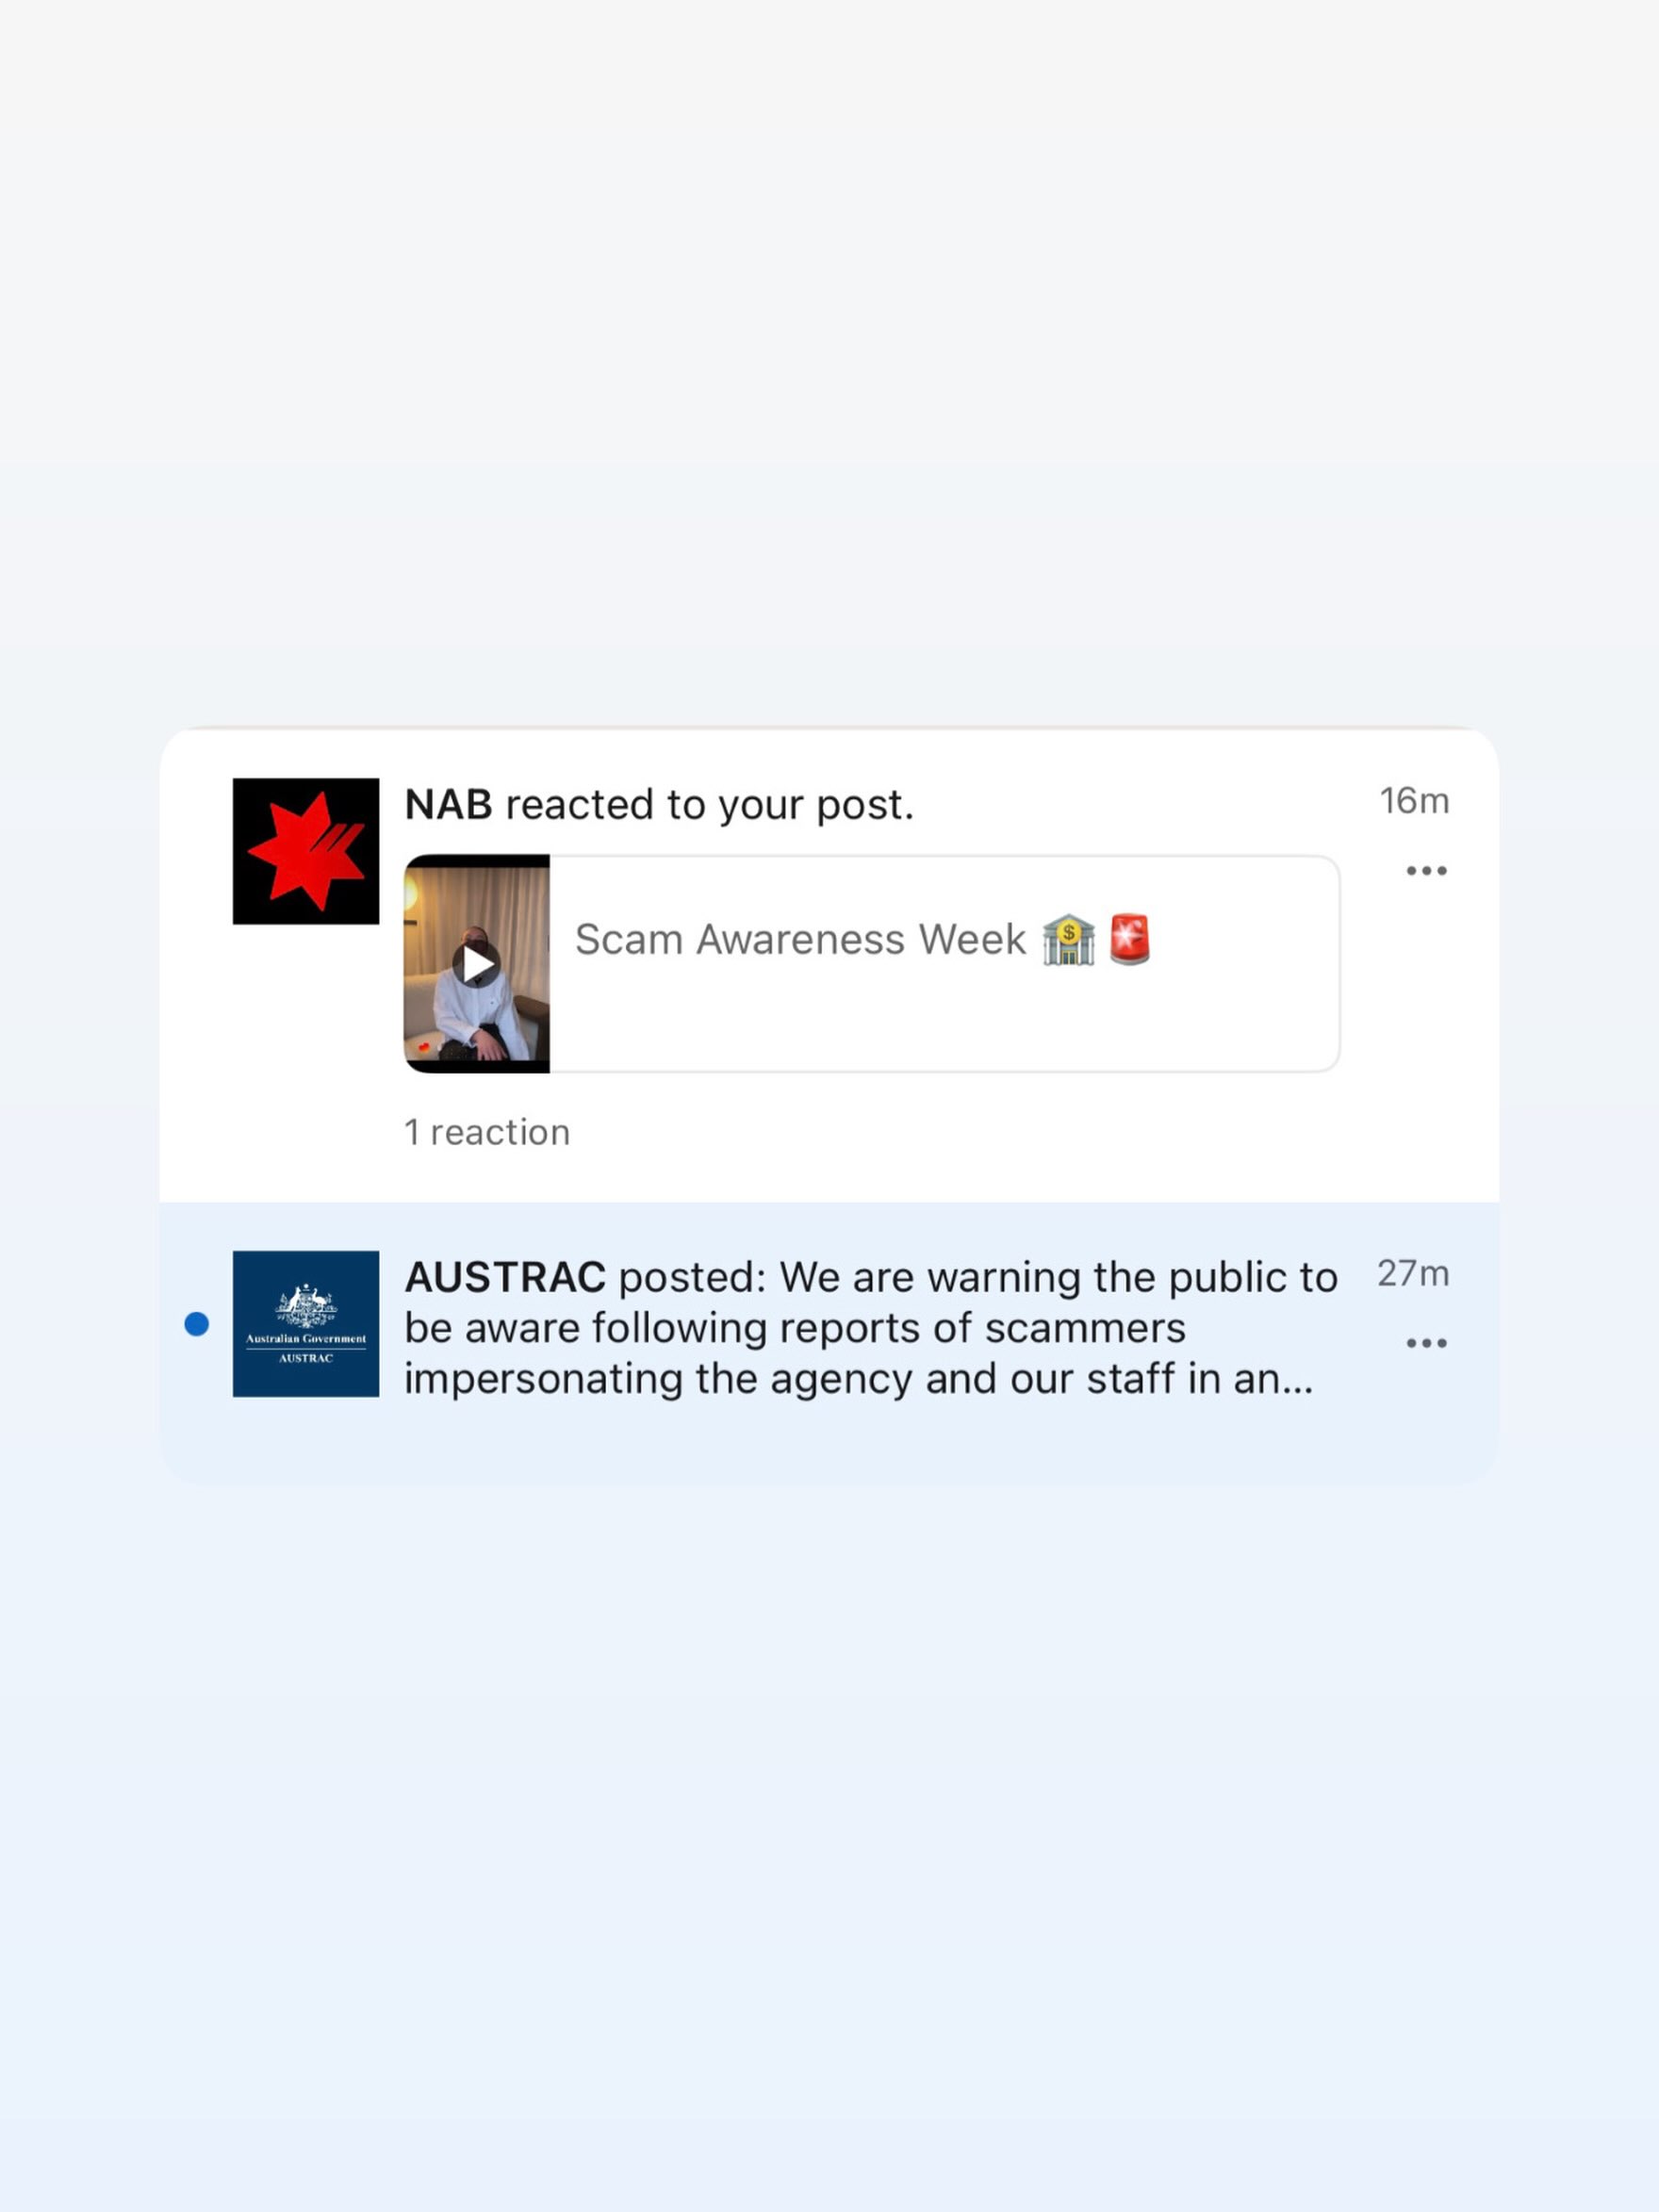 NAB reacted to your post.
16m
Scam Awareness Week 🏦🚨
1 reaction
Australian Government
AUSTRAC
AUSTRAC posted: We are warning the public to
be aware following reports of scammers
impersonating the agency and our staff in an...
27m